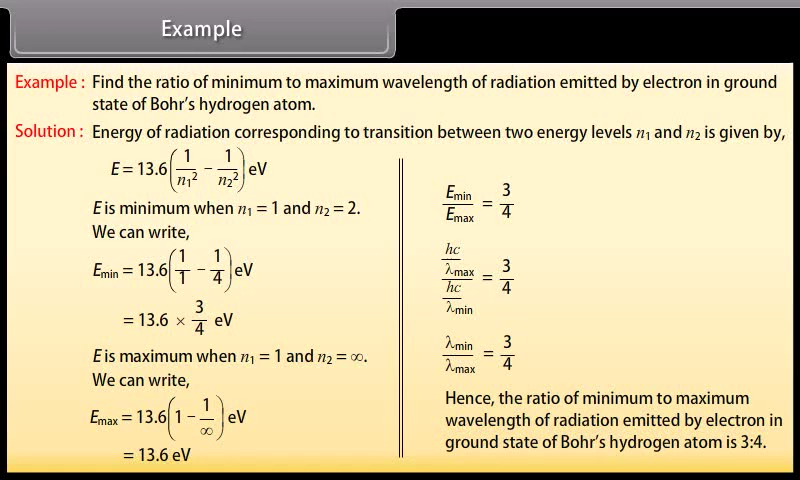 Example
Example : Find the ratio of minimum to maximum wavelength of radiation emitted by electron in ground
state of Bohr's hydrogen atom.
Solution : Energy of radiation corresponding to transition between two energy levels n₁ and n₂ is given by,
E = 13.6(1/n₁² − 1/n₂²) eV
E is minimum when n₁ = 1 and n₂ = 2.
We can write,
Emin = 13.6(1/1 − 1/4) eV
= 13.6 × 3/4 eV
E is maximum when n₁ = 1 and n₂ = ∞.
We can write,
Emax = 13.6(1 − 1/∞) eV
= 13.6 eV
Emin/Emax = 3/4
(hc/λmax)/(hc/λmin) = 3/4
λmin/λmax = 3/4
Hence, the ratio of minimum to maximum
wavelength of radiation emitted by electron in
ground state of Bohr's hydrogen atom is 3:4.